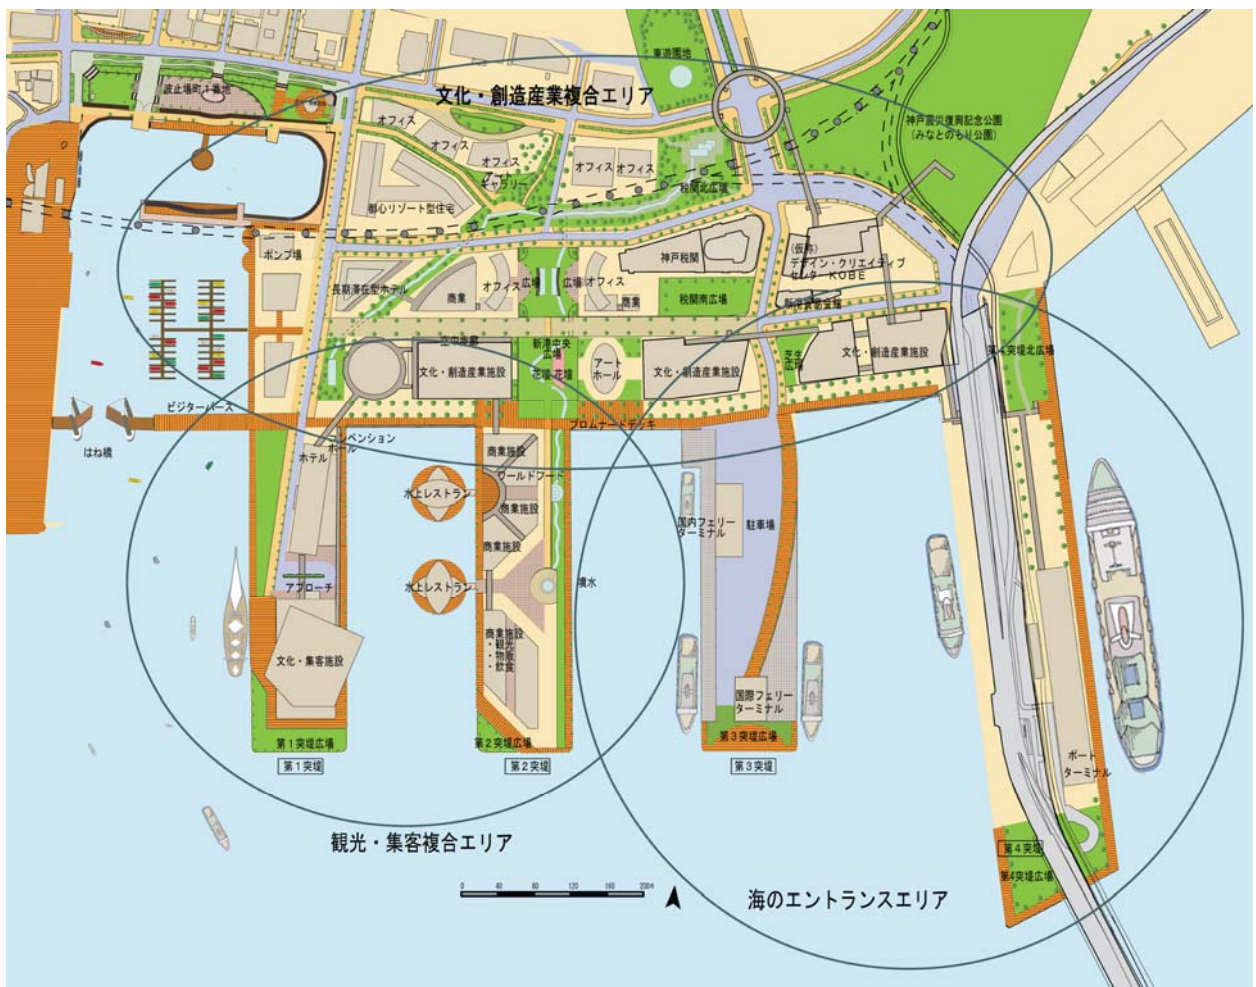 東遊園地
波止場町1番地
文化・創造産業複合エリア
神戸震災復興記念公園
(みなとのもり公園)
オフィス
オフィス
オフィス
ギャラリー
オフィス
オフィス
税関北広場
都心リゾート型住宅
ポンプ場
神戸税関
(仮称)
デザイン・クリエイティブ
センターKOBE
長期滞在型ホテル
商業
オフィス
広場
広場
オフィス
商業
税関南広場
新港貿易会館
空中歩廊
新港中央
広場
アート
ホール
芝生
広場
第4突堤北広場
文化・創造産業施設
花壇
花壇
文化・創造産業施設
文化・創造産業施設
ビジターバース
プロムナードデッキ
はね橋
コンベンション
ホール
ホテル
商業施設
ワールドフード
水上レストラン
商業施設
国内フェリー
ターミナル
駐車場
商業施設
アプローチ
水上レストラン
噴水
商業施設
・観光
・物販
・飲食
文化・集客施設
国際フェリー
ターミナル
第1突堤広場
第2突堤広場
第3突堤広場
ポート
ターミナル
第1突堤
第2突堤
第3突堤
観光・集客複合エリア
第4突堤
第4突堤広場
0 40 80 120 160 200m
海のエントランスエリア